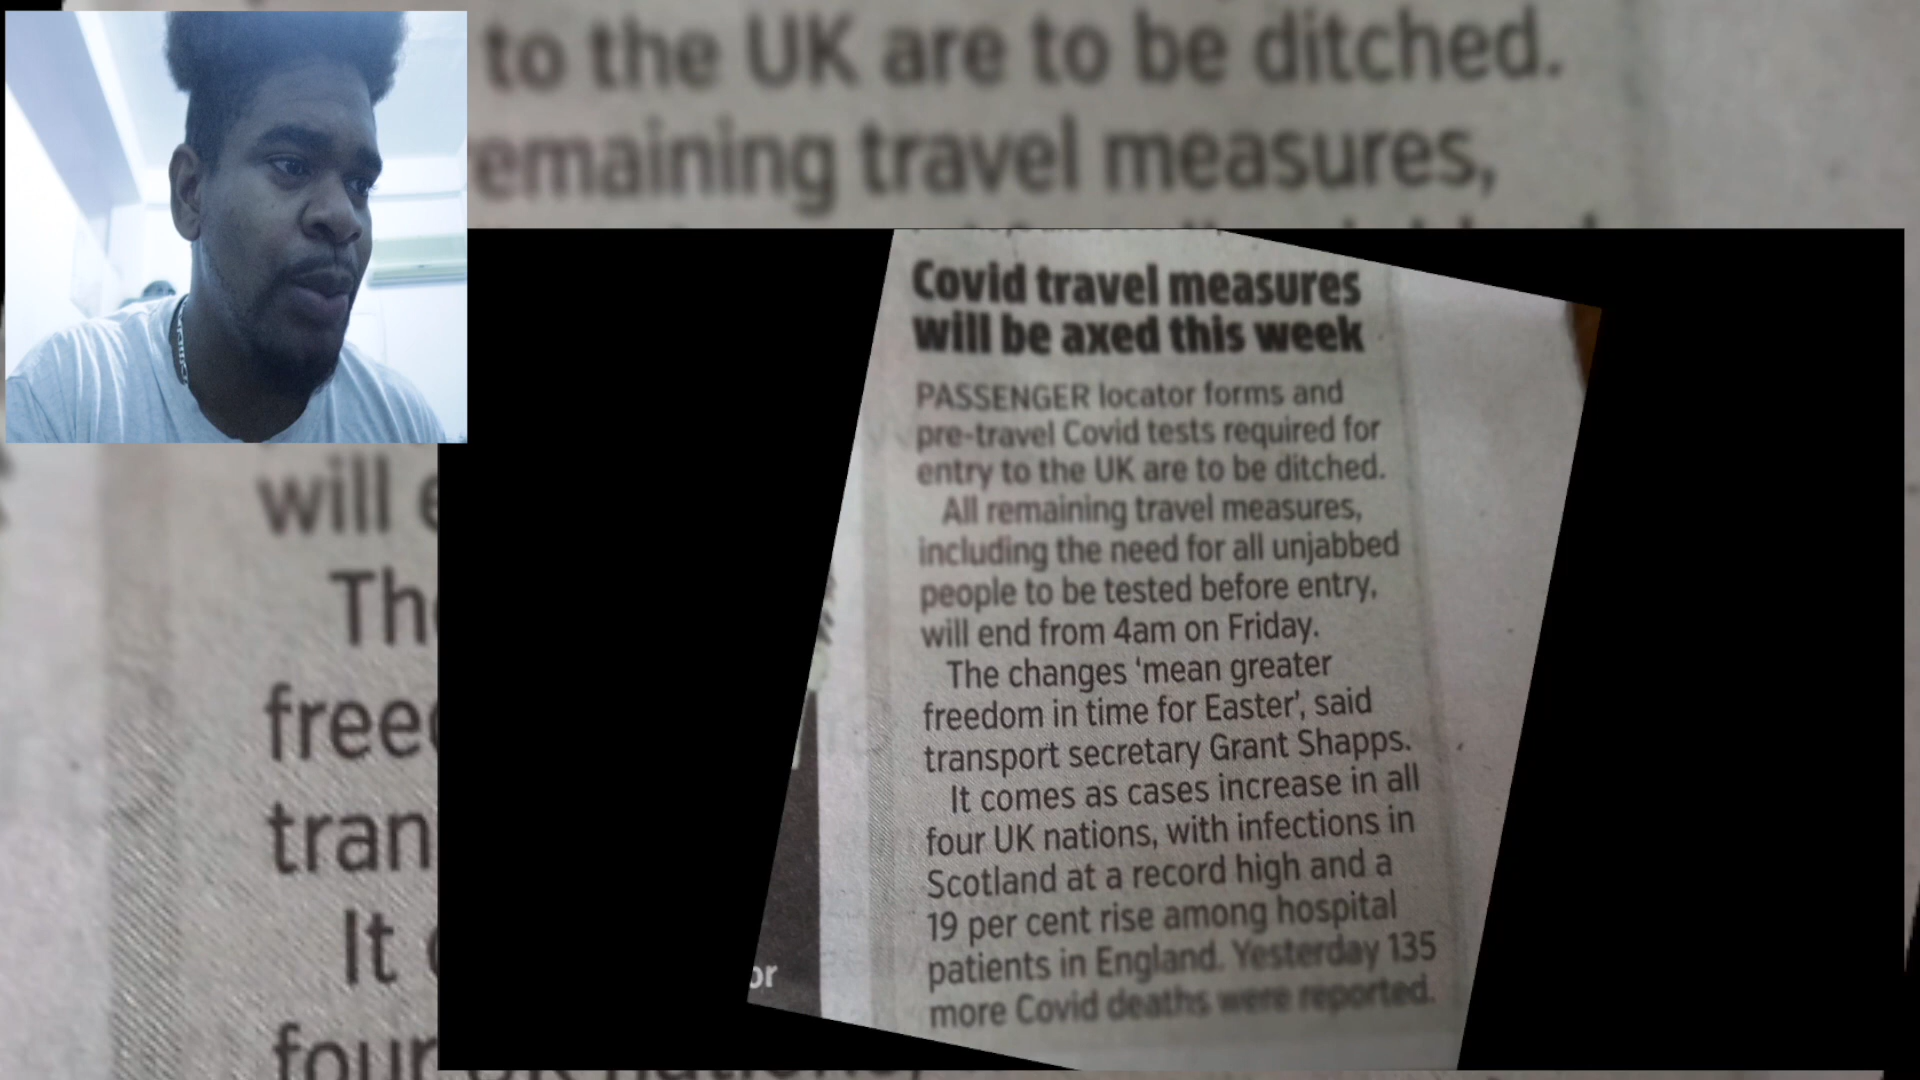 to the UK are to be ditched.
remaining travel measures,
Covid travel measures
will be axed this week
PASSENGER locator forms and
pre-travel Covid tests required for
entry to the UK are to be ditched.
All remaining travel measures,
including the need for all unjabbed
people to be tested before entry,
will end from 4am on Friday.
The changes ‘mean greater
freedom in time for Easter’, said
transport secretary Grant Shapps.
It comes as cases increase in all
four UK nations, with infections in
Scotland at a record high and a
19 per cent rise among hospital
patients in England. Yesterday 135
more Covid deaths were reported.
or
will e
The
free
tran
It
four UK nations,